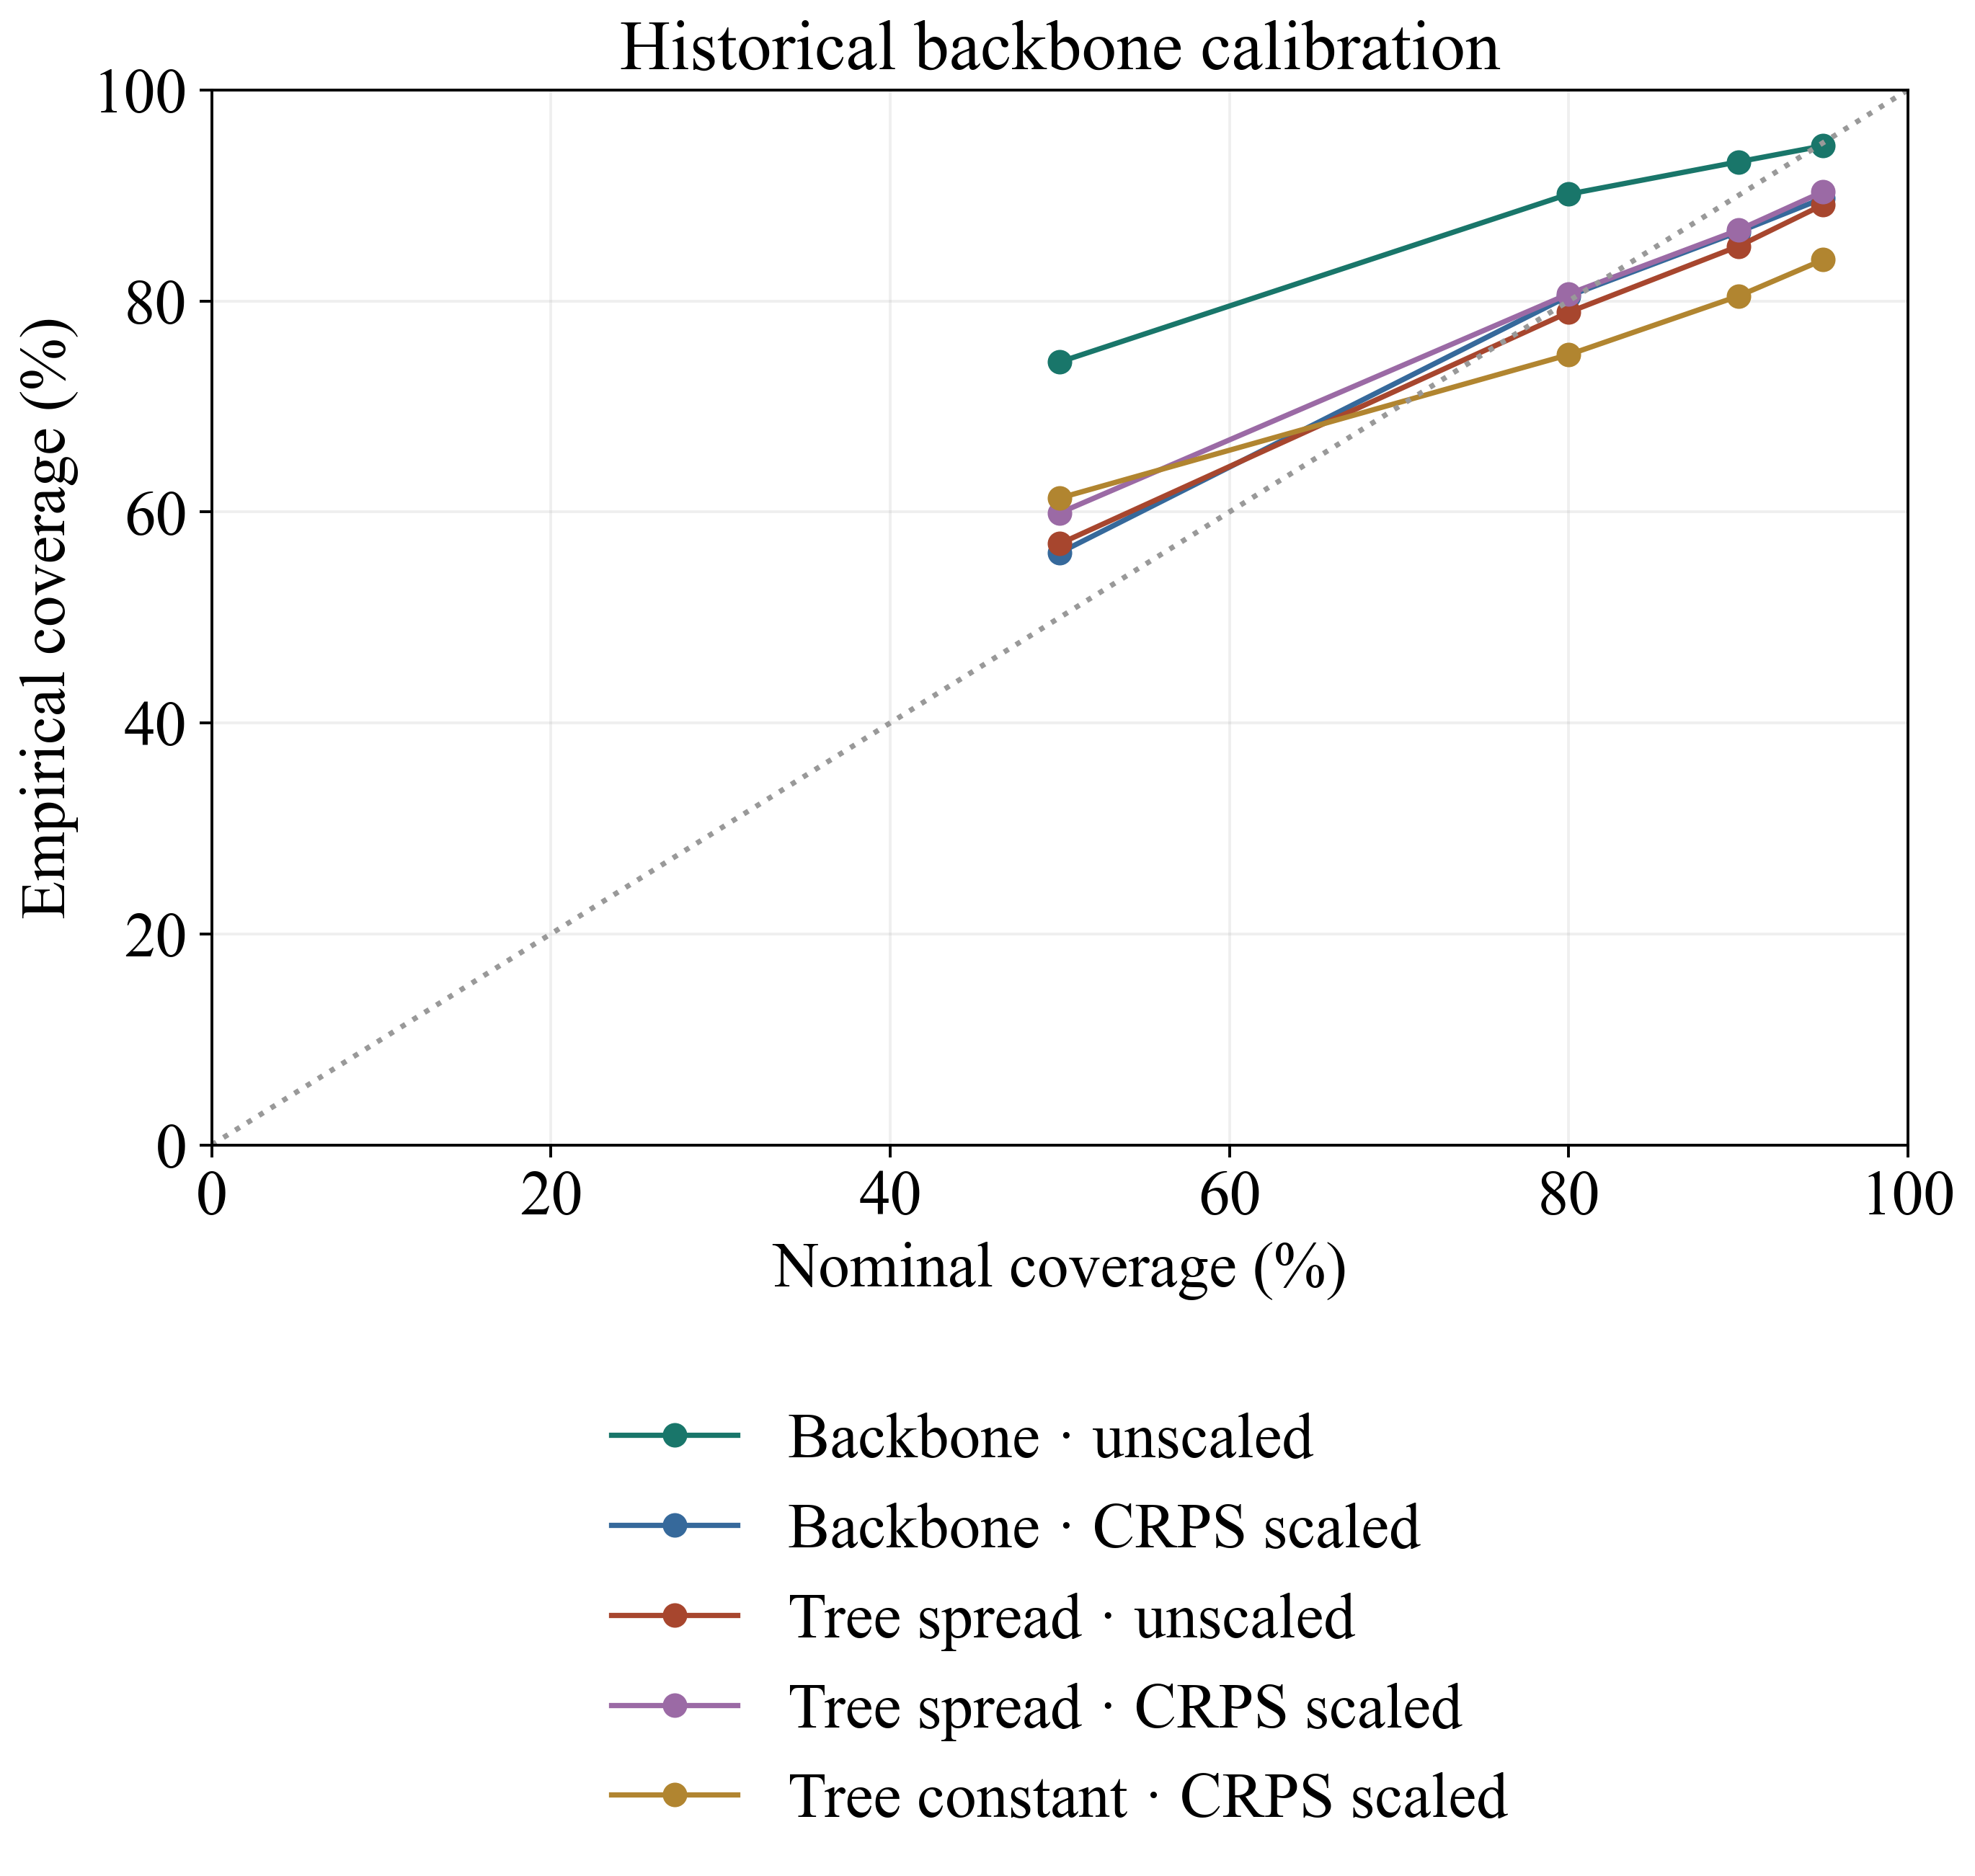 Historical backbone calibration
100
80
60
40
20
0
Empirical coverage (%)
0 20 40 60 80 100
Nominal coverage (%)
Backbone · unscaled
Backbone · CRPS scaled
Tree spread · unscaled
Tree spread · CRPS scaled
Tree constant · CRPS scaled